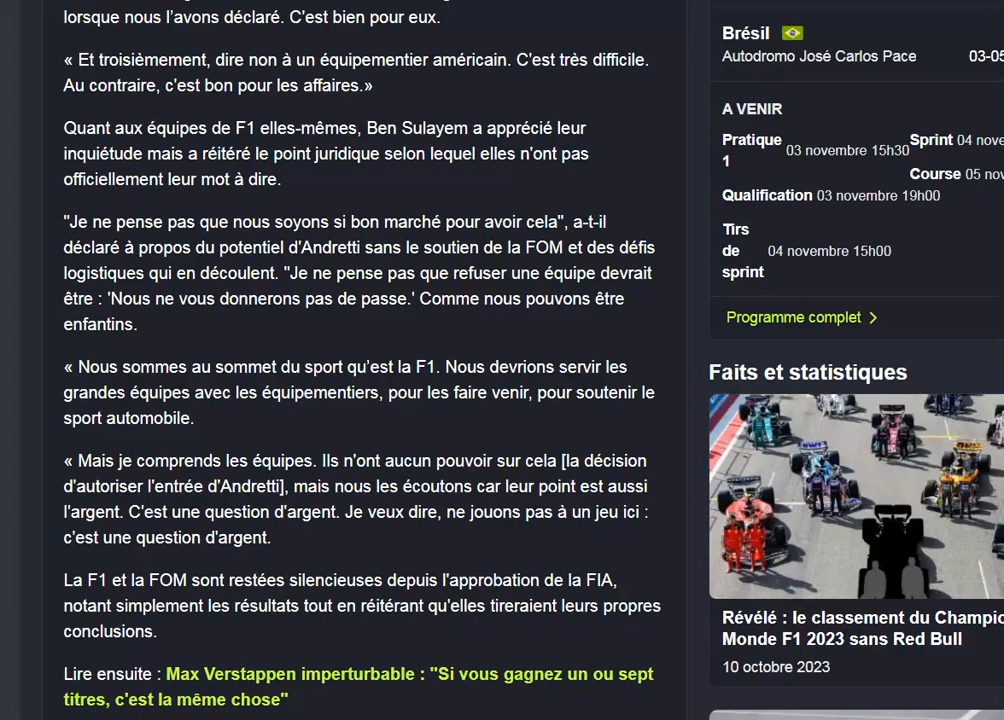 lorsque nous l’avons déclaré. C'est bien pour eux.
« Et troisièmement, dire non à un équipementier américain. C'est très difficile.
Au contraire, c'est bon pour les affaires.»
Quant aux équipes de F1 elles-mêmes, Ben Sulayem a apprécié leur
inquiétude mais a réitéré le point juridique selon lequel elles n'ont pas
officiellement leur mot à dire.
"Je ne pense pas que nous soyons si bon marché pour avoir cela", a-t-il
déclaré à propos du potentiel d'Andretti sans le soutien de la FOM et des défis
logistiques qui en découlent. "Je ne pense pas que refuser une équipe devrait
être : 'Nous ne vous donnerons pas de passe.' Comme nous pouvons être
enfantins.
« Nous sommes au sommet du sport qu’est la F1. Nous devrions servir les
grandes équipes avec les équipementiers, pour les faire venir, pour soutenir le
sport automobile.
« Mais je comprends les équipes. Ils n'ont aucun pouvoir sur cela [la décision
d'autoriser l'entrée d'Andretti], mais nous les écoutons car leur point est aussi
l'argent. C'est une question d'argent. Je veux dire, ne jouons pas à un jeu ici :
c'est une question d'argent.
La F1 et la FOM sont restées silencieuses depuis l'approbation de la FIA,
notant simplement les résultats tout en réitérant qu'elles tireraient leurs propres
conclusions.
Lire ensuite : Max Verstappen imperturbable : "Si vous gagnez un ou sept
titres, c'est la même chose"
Brésil
Autodromo José Carlos Pace 03-05
A VENIR
Pratique 1 03 novembre 15h30
Sprint 04 nove
Course 05 nov
Qualification 03 novembre 19h00
Tirs
de 04 novembre 15h00
sprint
Programme complet
Faits et statistiques
Révélé : le classement du Champio
Monde F1 2023 sans Red Bull
10 octobre 2023